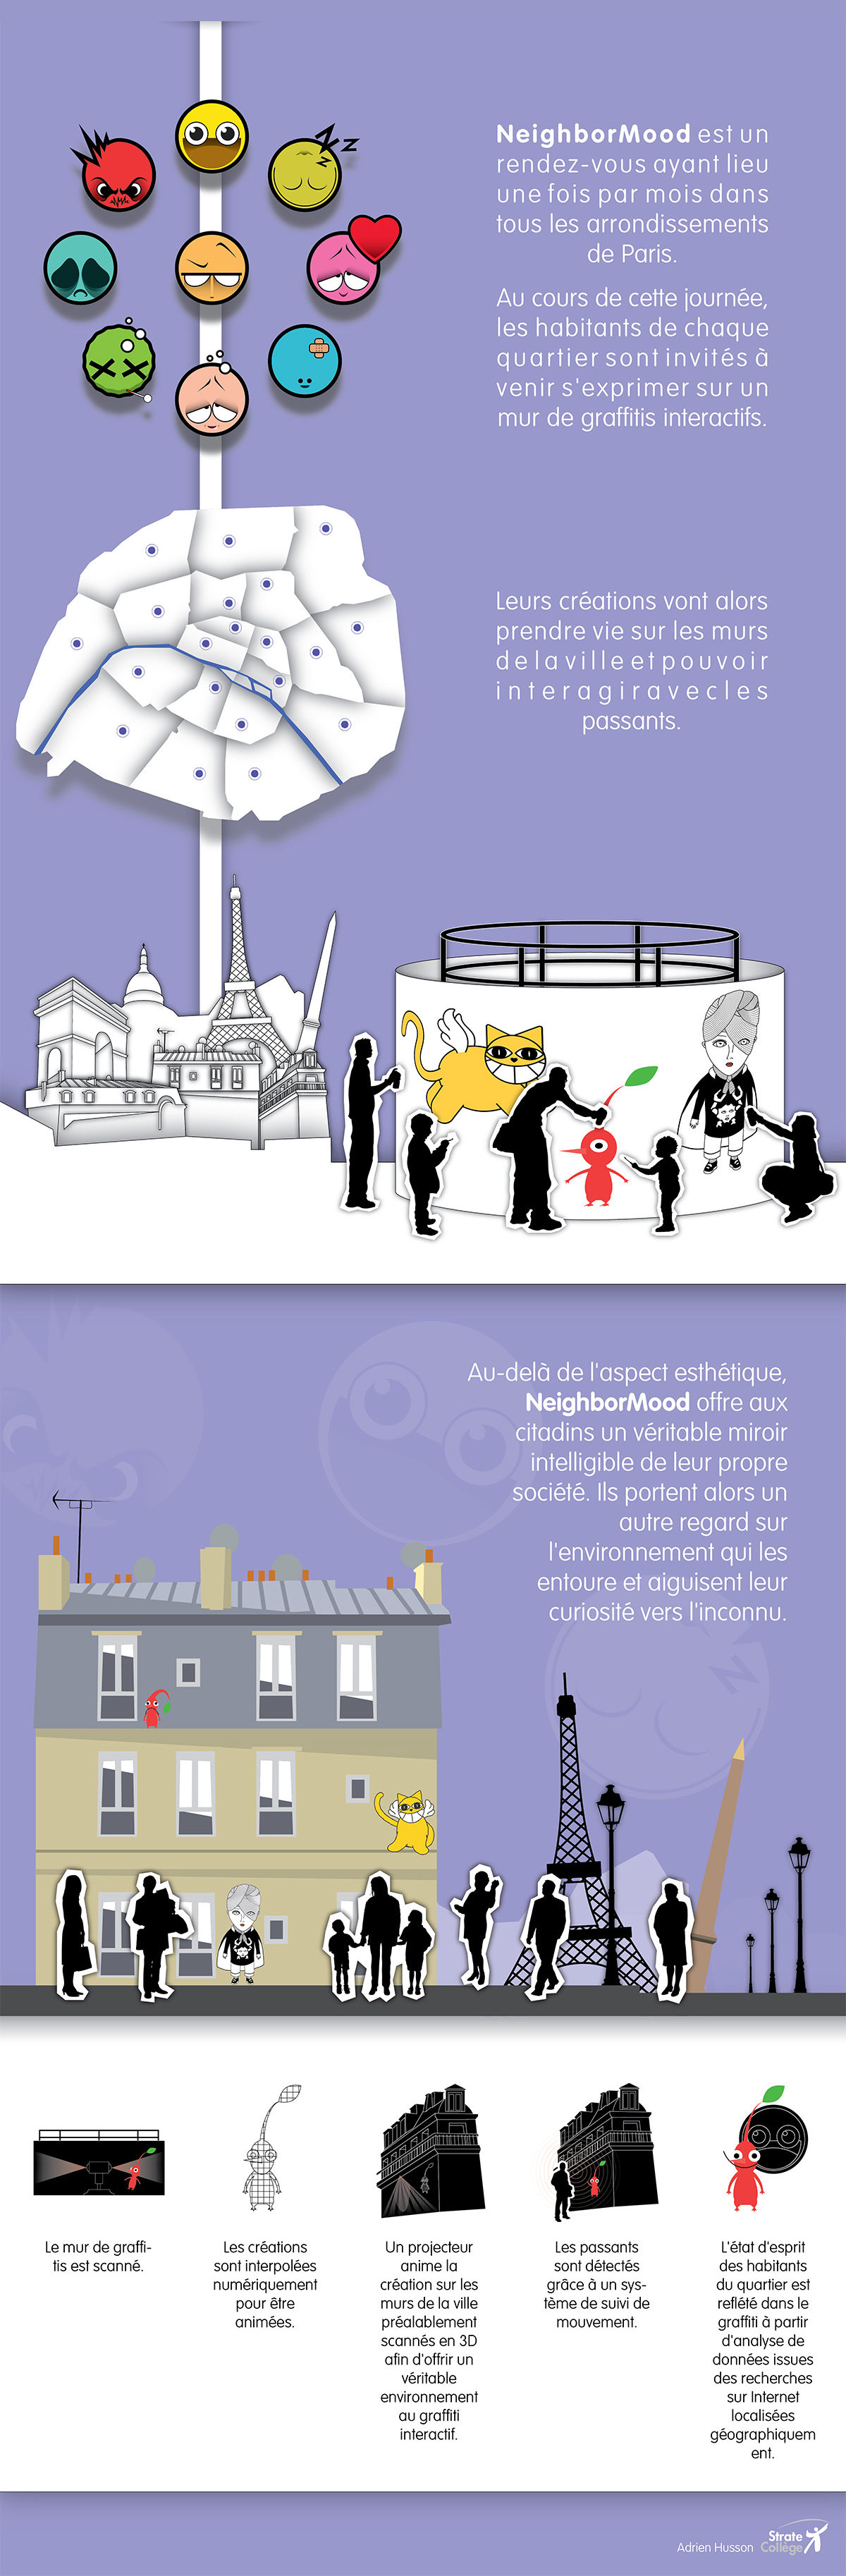 NeighborMood est un
rendez-vous ayant lieu
une fois par mois dans
tous les arrondissements
de Paris.
Au cours de cette journée,
les habitants de chaque
quartier sont invités à
venir s'exprimer sur un
mur de graffitis interactifs.
Leurs créations vont alors
prendre vie sur les murs
de la ville et pouvoir
interagir avec les
passants.
Au-delà de l'aspect esthétique,
NeighborMood offre aux
citadins un véritable miroir
intelligible de leur propre
société. Ils portent alors un
autre regard sur
l'environnement qui les
entoure et aiguisent leur
curiosité vers l'inconnu.
Le mur de graffi-
tis est scanné.
Les créations
sont interpolées
numériquement
pour être
animées.
Un projecteur
anime la
création sur les
murs de la ville
préalablement
scannés en 3D
afin d'offrir un
véritable
environnement
au graffiti
interactif.
Les passants
sont détectés
grâce à un sys-
tème de suivi de
mouvement.
L'état d'esprit
des habitants
du quartier est
reflété dans le
graffiti à partir
d'analyse de
données issues
des recherches
sur Internet
localisées
géographiquem
ent.
Adrien Husson
Strate
Collège